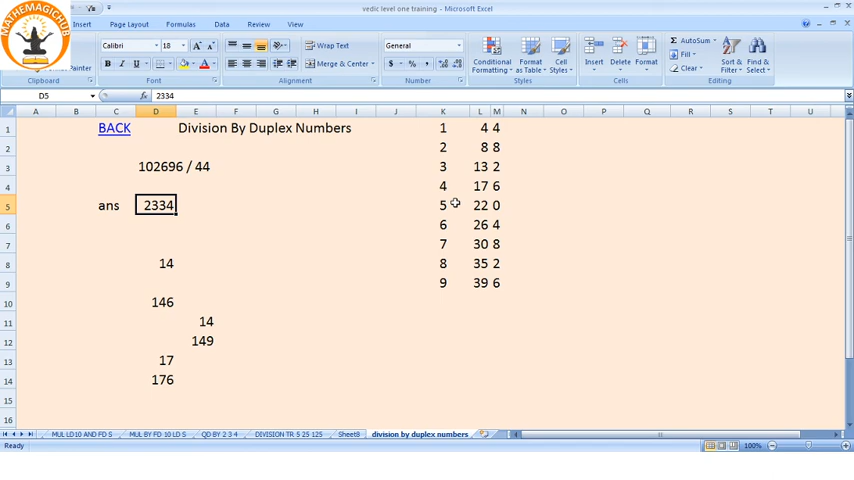 MATHEMAGICHUB
vedic level one training - Microsoft Excel
Insert Page Layout Formulas Data Review View
Calibri 18 A A Wrap Text General Conditional Formatting Format as Table Cell Styles Insert Delete Format Σ AutoSum Fill Clear Sort & Filter Find & Select
Painter B I U A Merge & Center $ % ,
Clipboard Font Alignment Number Styles Cells Editing
D5 fx 2334
A B C D E F G H I J K L M N O P Q R S T U
1 BACK Division By Duplex Numbers 1 4 4
2 2 8 8
3 102696 / 44 3 13 2
4 4 17 6
5 ans 2334 5 22 0
6 6 26 4
7 7 30 8
8 14 8 35 2
9 9 39 6
10 146
11 14
12 149
13 17
14 176
15
16
MUL LD10 AND FD S MUL BY FD 10 LD S QD BY 2 3 4 DIVISION TR 5 25 125 Sheet8 division by duplex numbers
Ready 100%